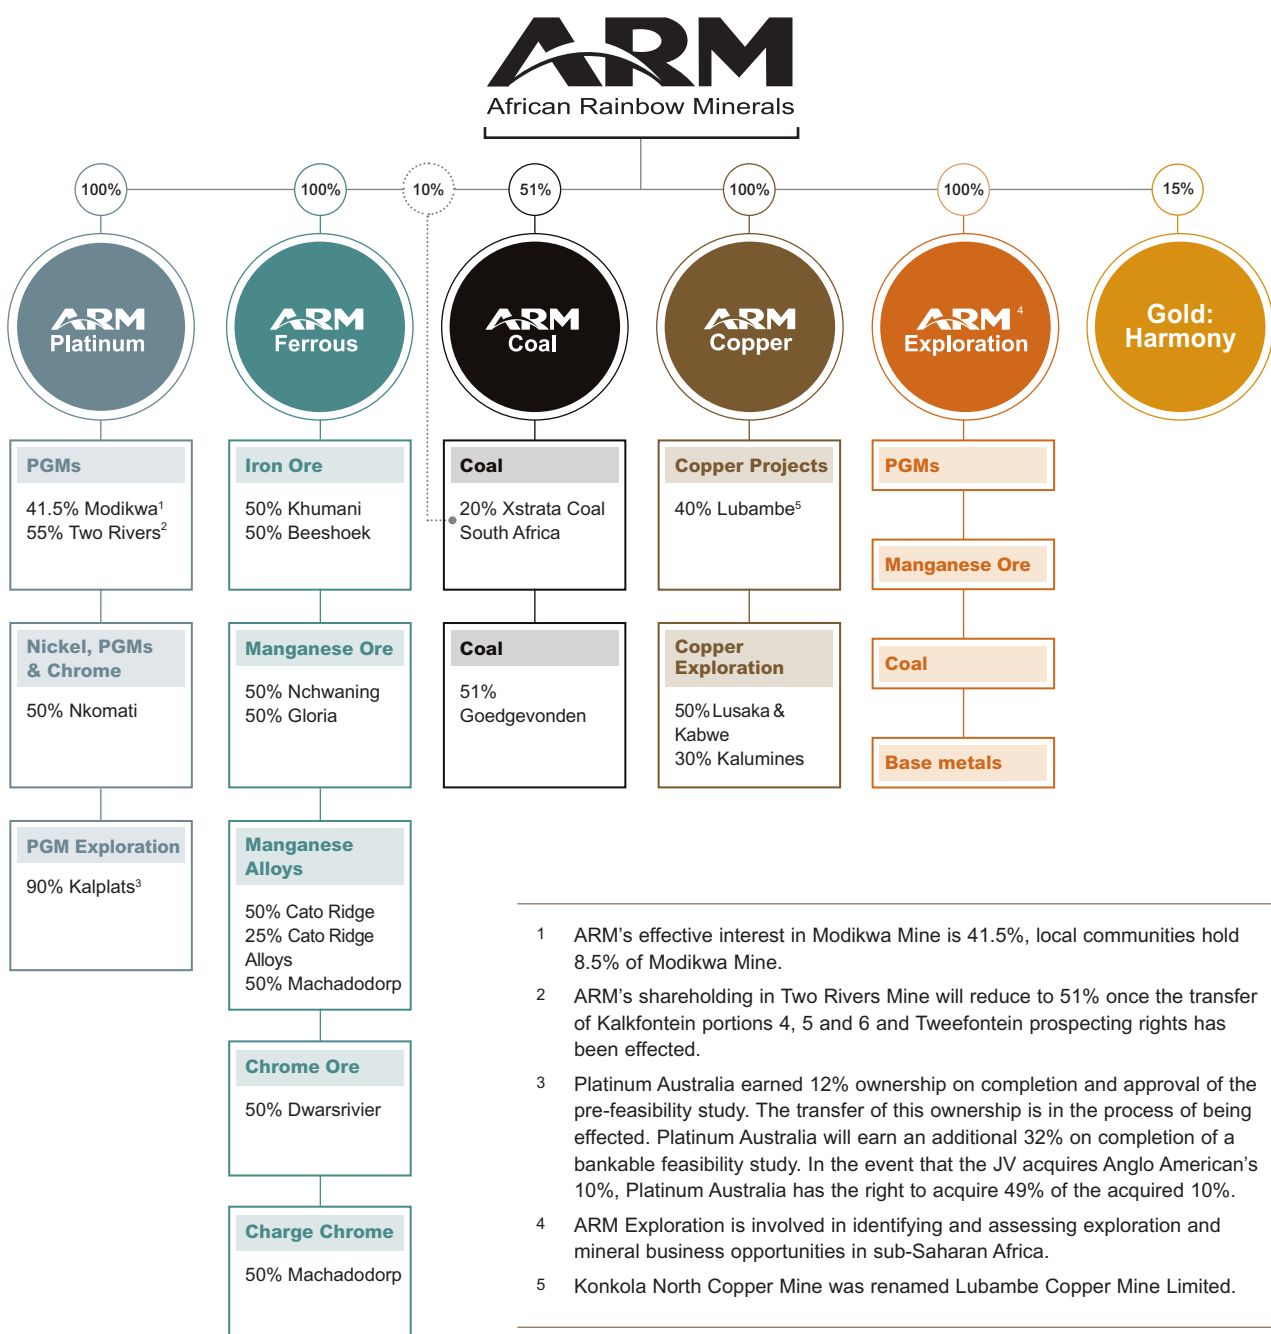 ARM
African Rainbow Minerals
100%
100%
10%
51%
100%
100%
15%
ARM
Platinum
ARM
Ferrous
ARM
Coal
ARM
Copper
ARM 4
Exploration
Gold:
Harmony
PGMs
41.5% Modikwa1
55% Two Rivers2
Nickel, PGMs
& Chrome
50% Nkomati
PGM Exploration
90% Kalplats3
Iron Ore
50% Khumani
50% Beeshoek
Manganese Ore
50% Nchwaning
50% Gloria
Manganese
Alloys
50% Cato Ridge
25% Cato Ridge
Alloys
50% Machadodorp
Chrome Ore
50% Dwarsrivier
Charge Chrome
50% Machadodorp
Coal
20% Xstrata Coal
South Africa
Coal
51%
Goedgevonden
Copper Projects
40% Lubambe5
Copper
Exploration
50% Lusaka &
Kabwe
30% Kalumines
PGMs
Manganese Ore
Coal
Base metals
1 ARM's effective interest in Modikwa Mine is 41.5%, local communities hold
8.5% of Modikwa Mine.
2 ARM's shareholding in Two Rivers Mine will reduce to 51% once the transfer
of Kalkfontein portions 4, 5 and 6 and Tweefontein prospecting rights has
been effected.
3 Platinum Australia earned 12% ownership on completion and approval of the
pre-feasibility study. The transfer of this ownership is in the process of being
effected. Platinum Australia will earn an additional 32% on completion of a
bankable feasibility study. In the event that the JV acquires Anglo American's
10%, Platinum Australia has the right to acquire 49% of the acquired 10%.
4 ARM Exploration is involved in identifying and assessing exploration and
mineral business opportunities in sub-Saharan Africa.
5 Konkola North Copper Mine was renamed Lubambe Copper Mine Limited.